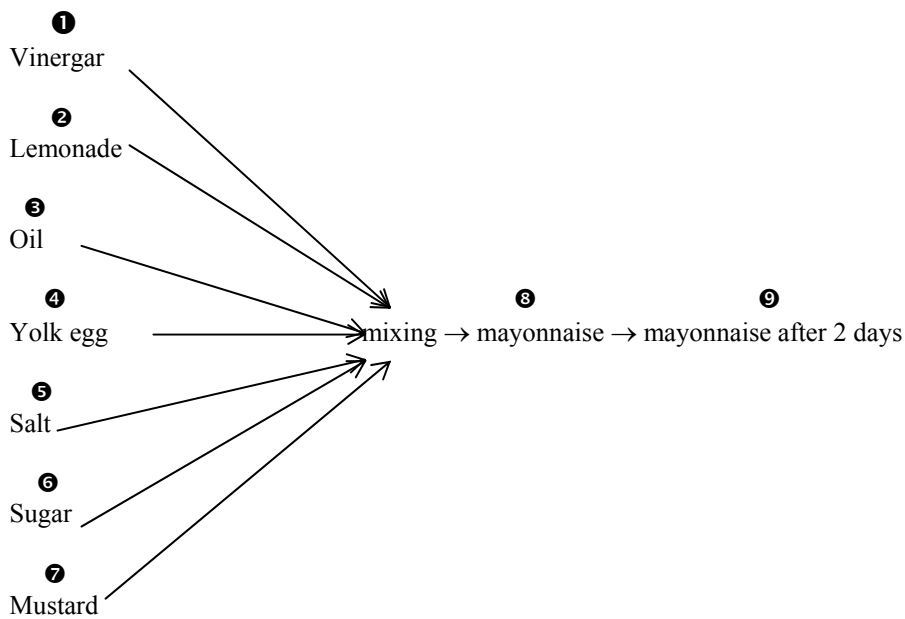 ❶
Vinergar
❷
Lemonade
❸
Oil
❹
Yolk egg
mixing → mayonnaise → mayonnaise after 2 days
❽
❾
❺
Salt
❻
Sugar
❼
Mustard